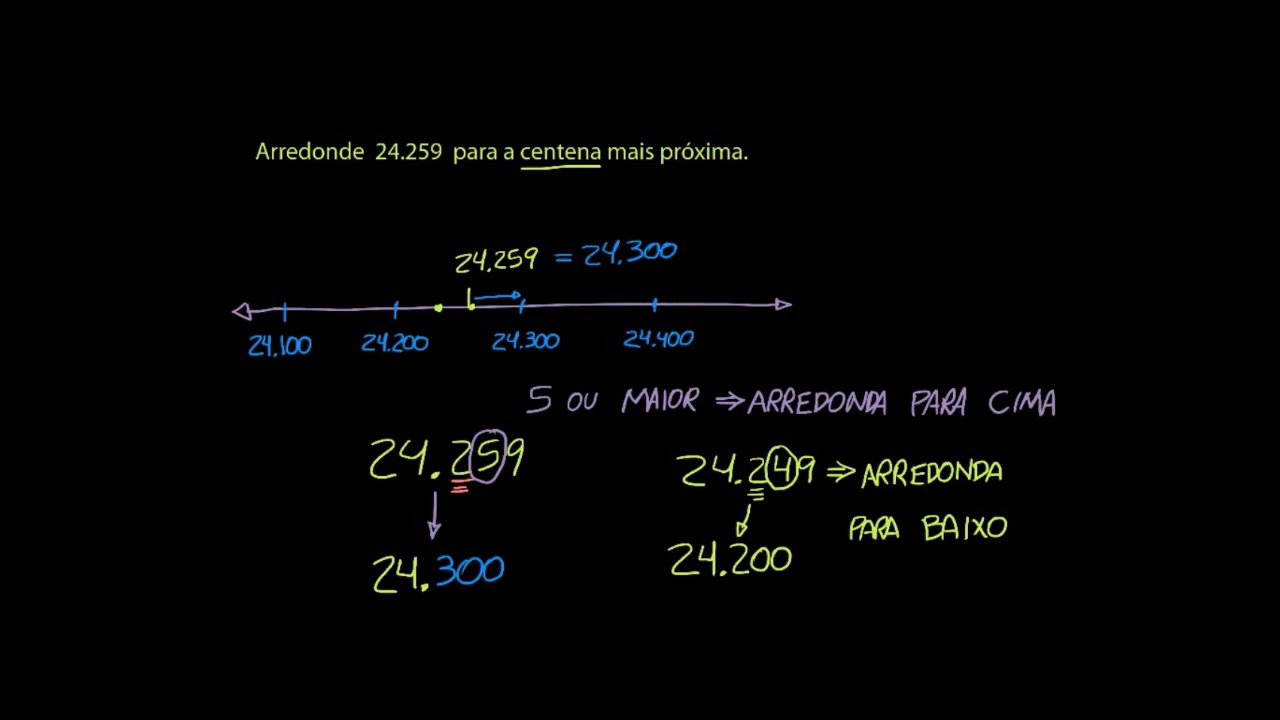 Arredonde 24.259 para a centena mais próxima.
24.259 = 24.300
24.100 24.200 24.300 24.400
5 OU MAIOR ⇒ ARREDONDA PARA CIMA
24.259
24.300
24.249 ⇒ ARREDONDA
PARA BAIXO
24.200